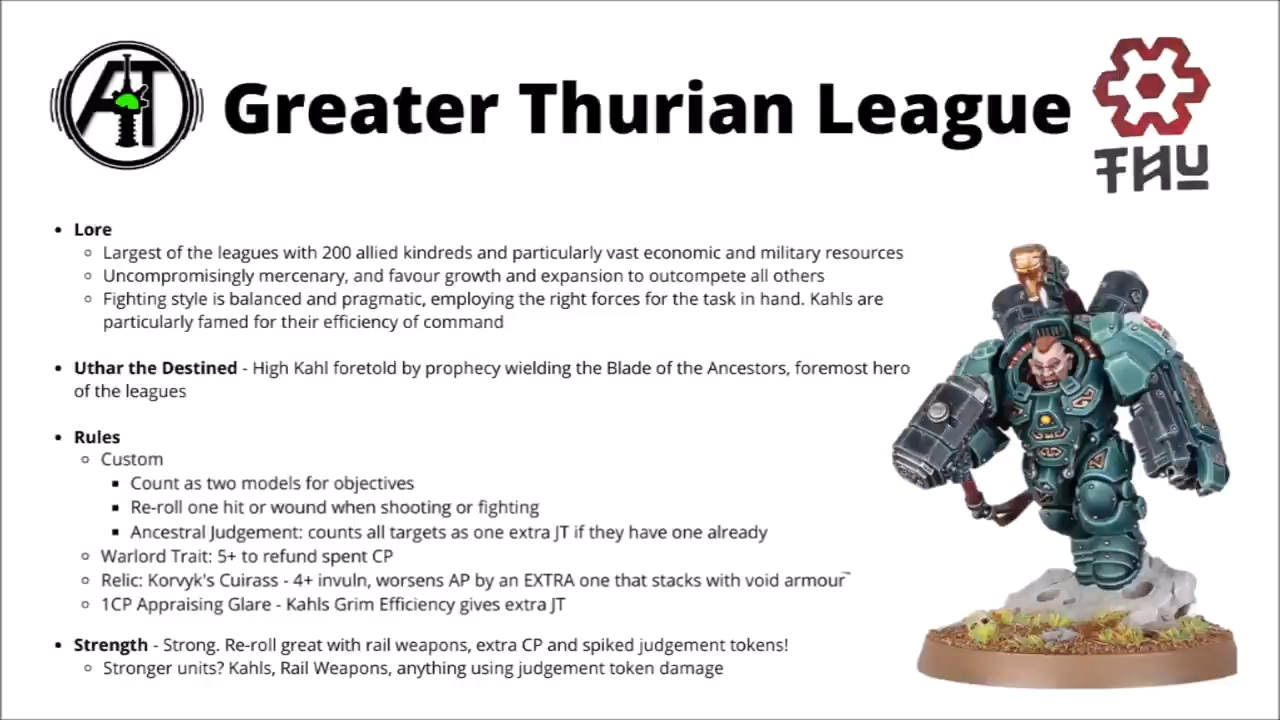 AT
Greater Thurian League
THU
• Lore
◦ Largest of the leagues with 200 allied kindreds and particularly vast economic and military resources
◦ Uncompromisingly mercenary, and favour growth and expansion to outcompete all others
◦ Fighting style is balanced and pragmatic, employing the right forces for the task in hand. Kahls are
particularly famed for their efficiency of command
• Uthar the Destined - High Kahl foretold by prophecy wielding the Blade of the Ancestors, foremost hero
of the leagues
• Rules
◦ Custom
▪ Count as two models for objectives
▪ Re-roll one hit or wound when shooting or fighting
▪ Ancestral Judgement: counts all targets as one extra JT if they have one already
◦ Warlord Trait: 5+ to refund spent CP
◦ Relic: Korvyk's Cuirass - 4+ invuln, worsens AP by an EXTRA one that stacks with void armour
◦ 1CP Appraising Glare - Kahls Grim Efficiency gives extra JT
• Strength - Strong. Re-roll great with rail weapons, extra CP and spiked judgement tokens!
◦ Stronger units? Kahls, Rail Weapons, anything using judgement token damage